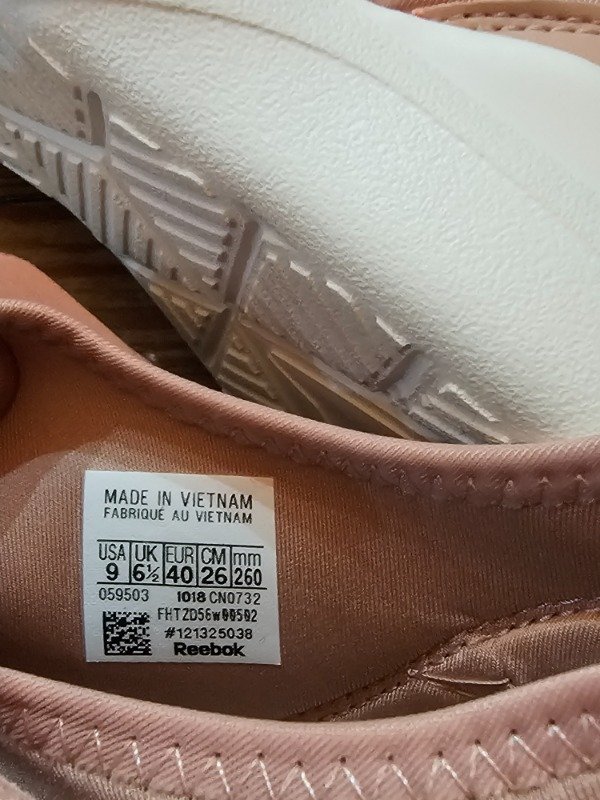 MADE IN VIETNAM
FABRIQUÉ AU VIETNAM
USA UK EUR CM mm
9 6½ 40 26 260
059503 1018 CN0732
#121325038
Reebok